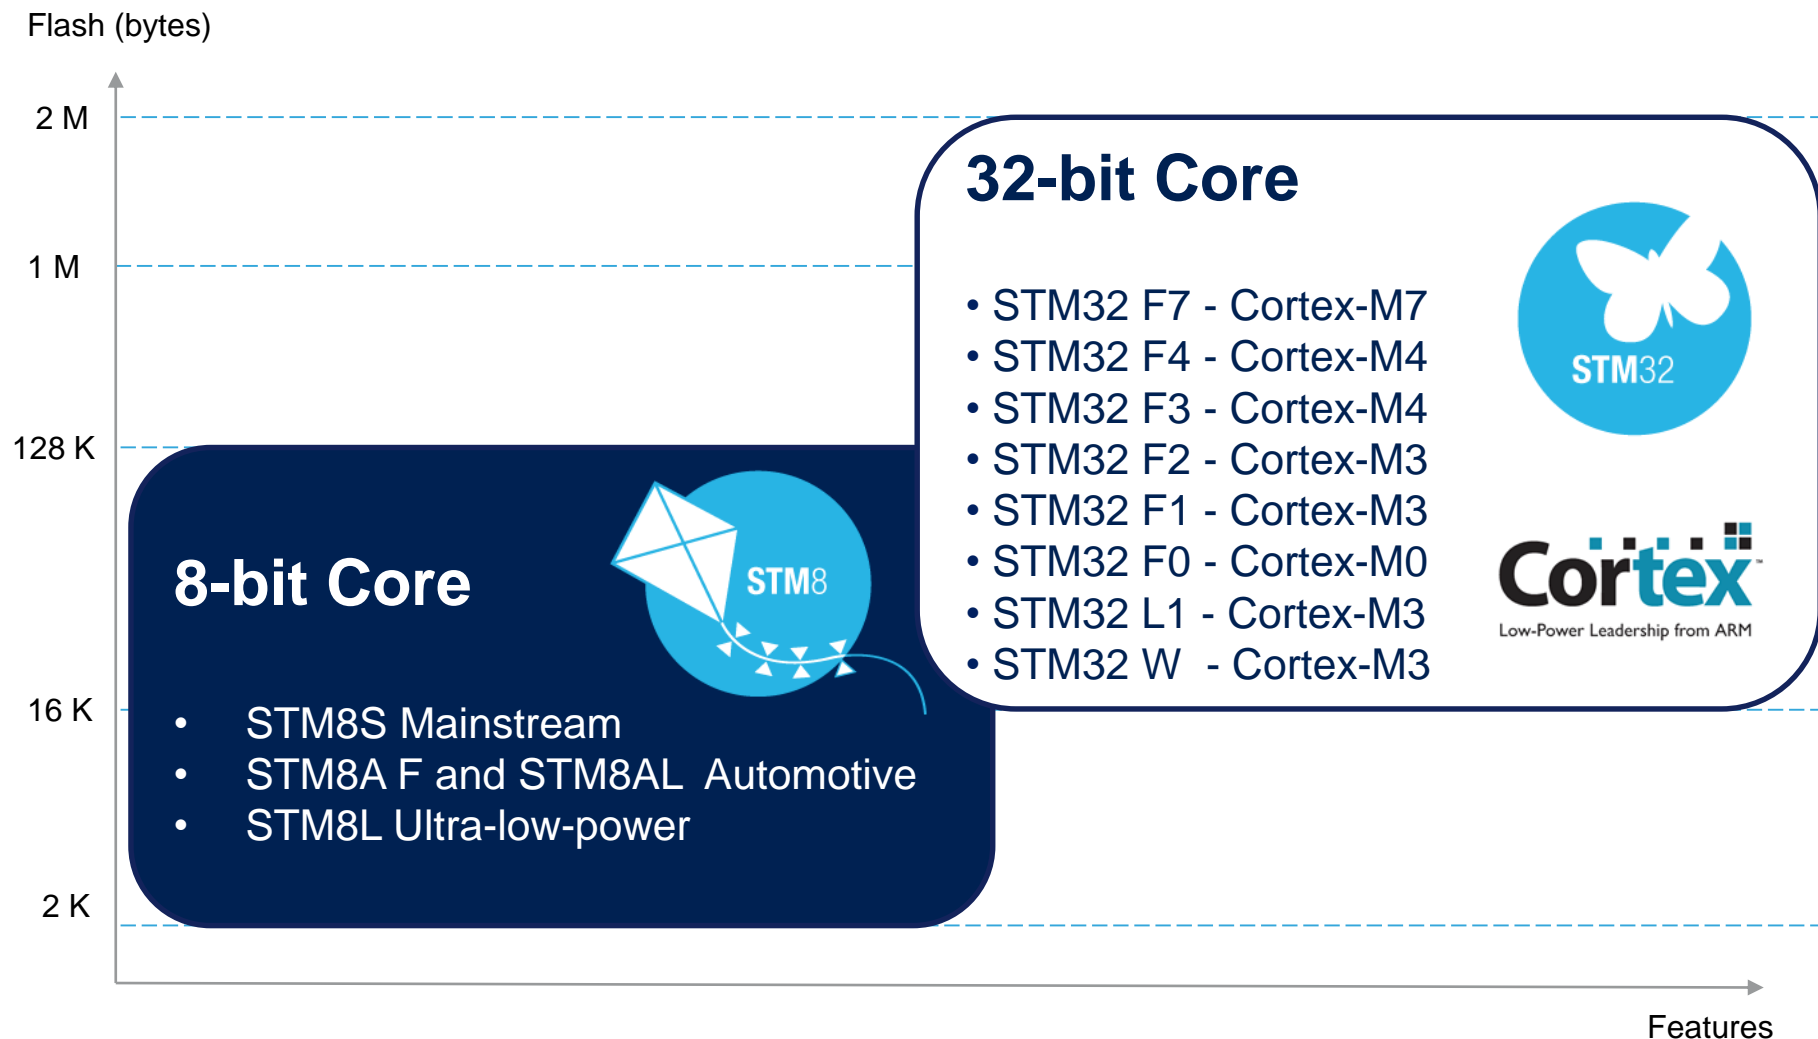 Flash (bytes)
2 M
1 M
128 K
16 K
2 K
8-bit Core
STM8
• STM8S Mainstream
• STM8A F and STM8AL Automotive
• STM8L Ultra-low-power
32-bit Core
• STM32 F7 - Cortex-M7
• STM32 F4 - Cortex-M4
• STM32 F3 - Cortex-M4
• STM32 F2 - Cortex-M3
• STM32 F1 - Cortex-M3
• STM32 F0 - Cortex-M0
• STM32 L1 - Cortex-M3
• STM32 W - Cortex-M3
STM32
Cortex™
Low-Power Leadership from ARM
Features